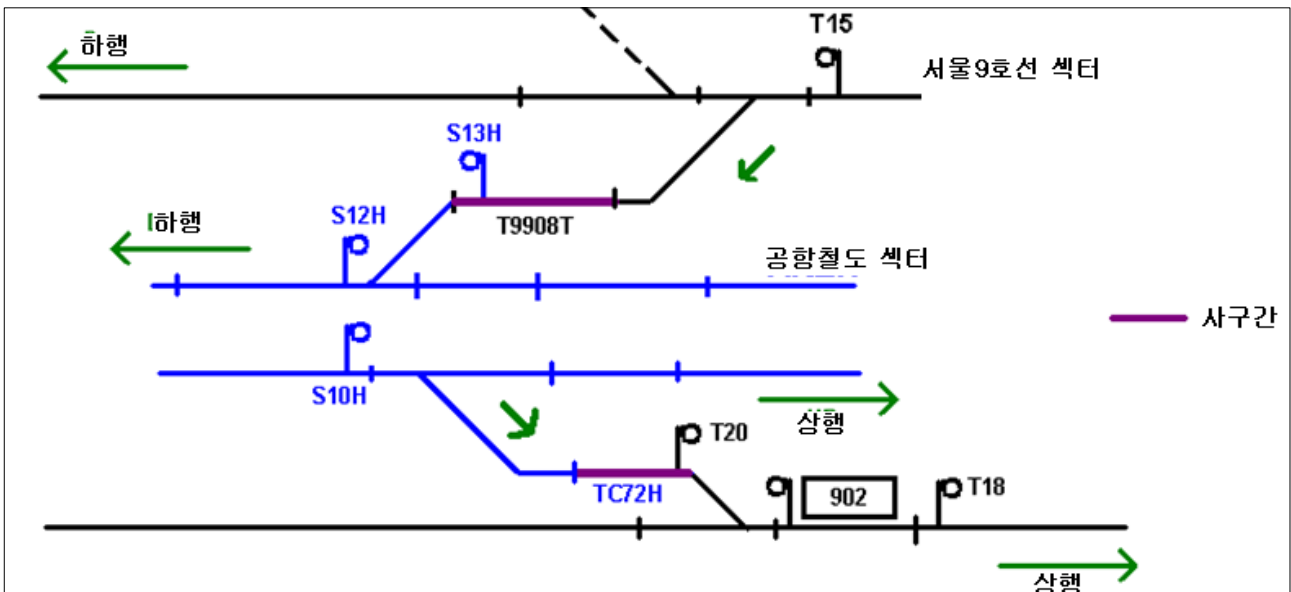 T15
하행
서울9호선 섹터
S13H
T9908T
S12H
하행
공항철도 섹터
사구간
S10H
상행
T20
TC72H
902
T18
상행